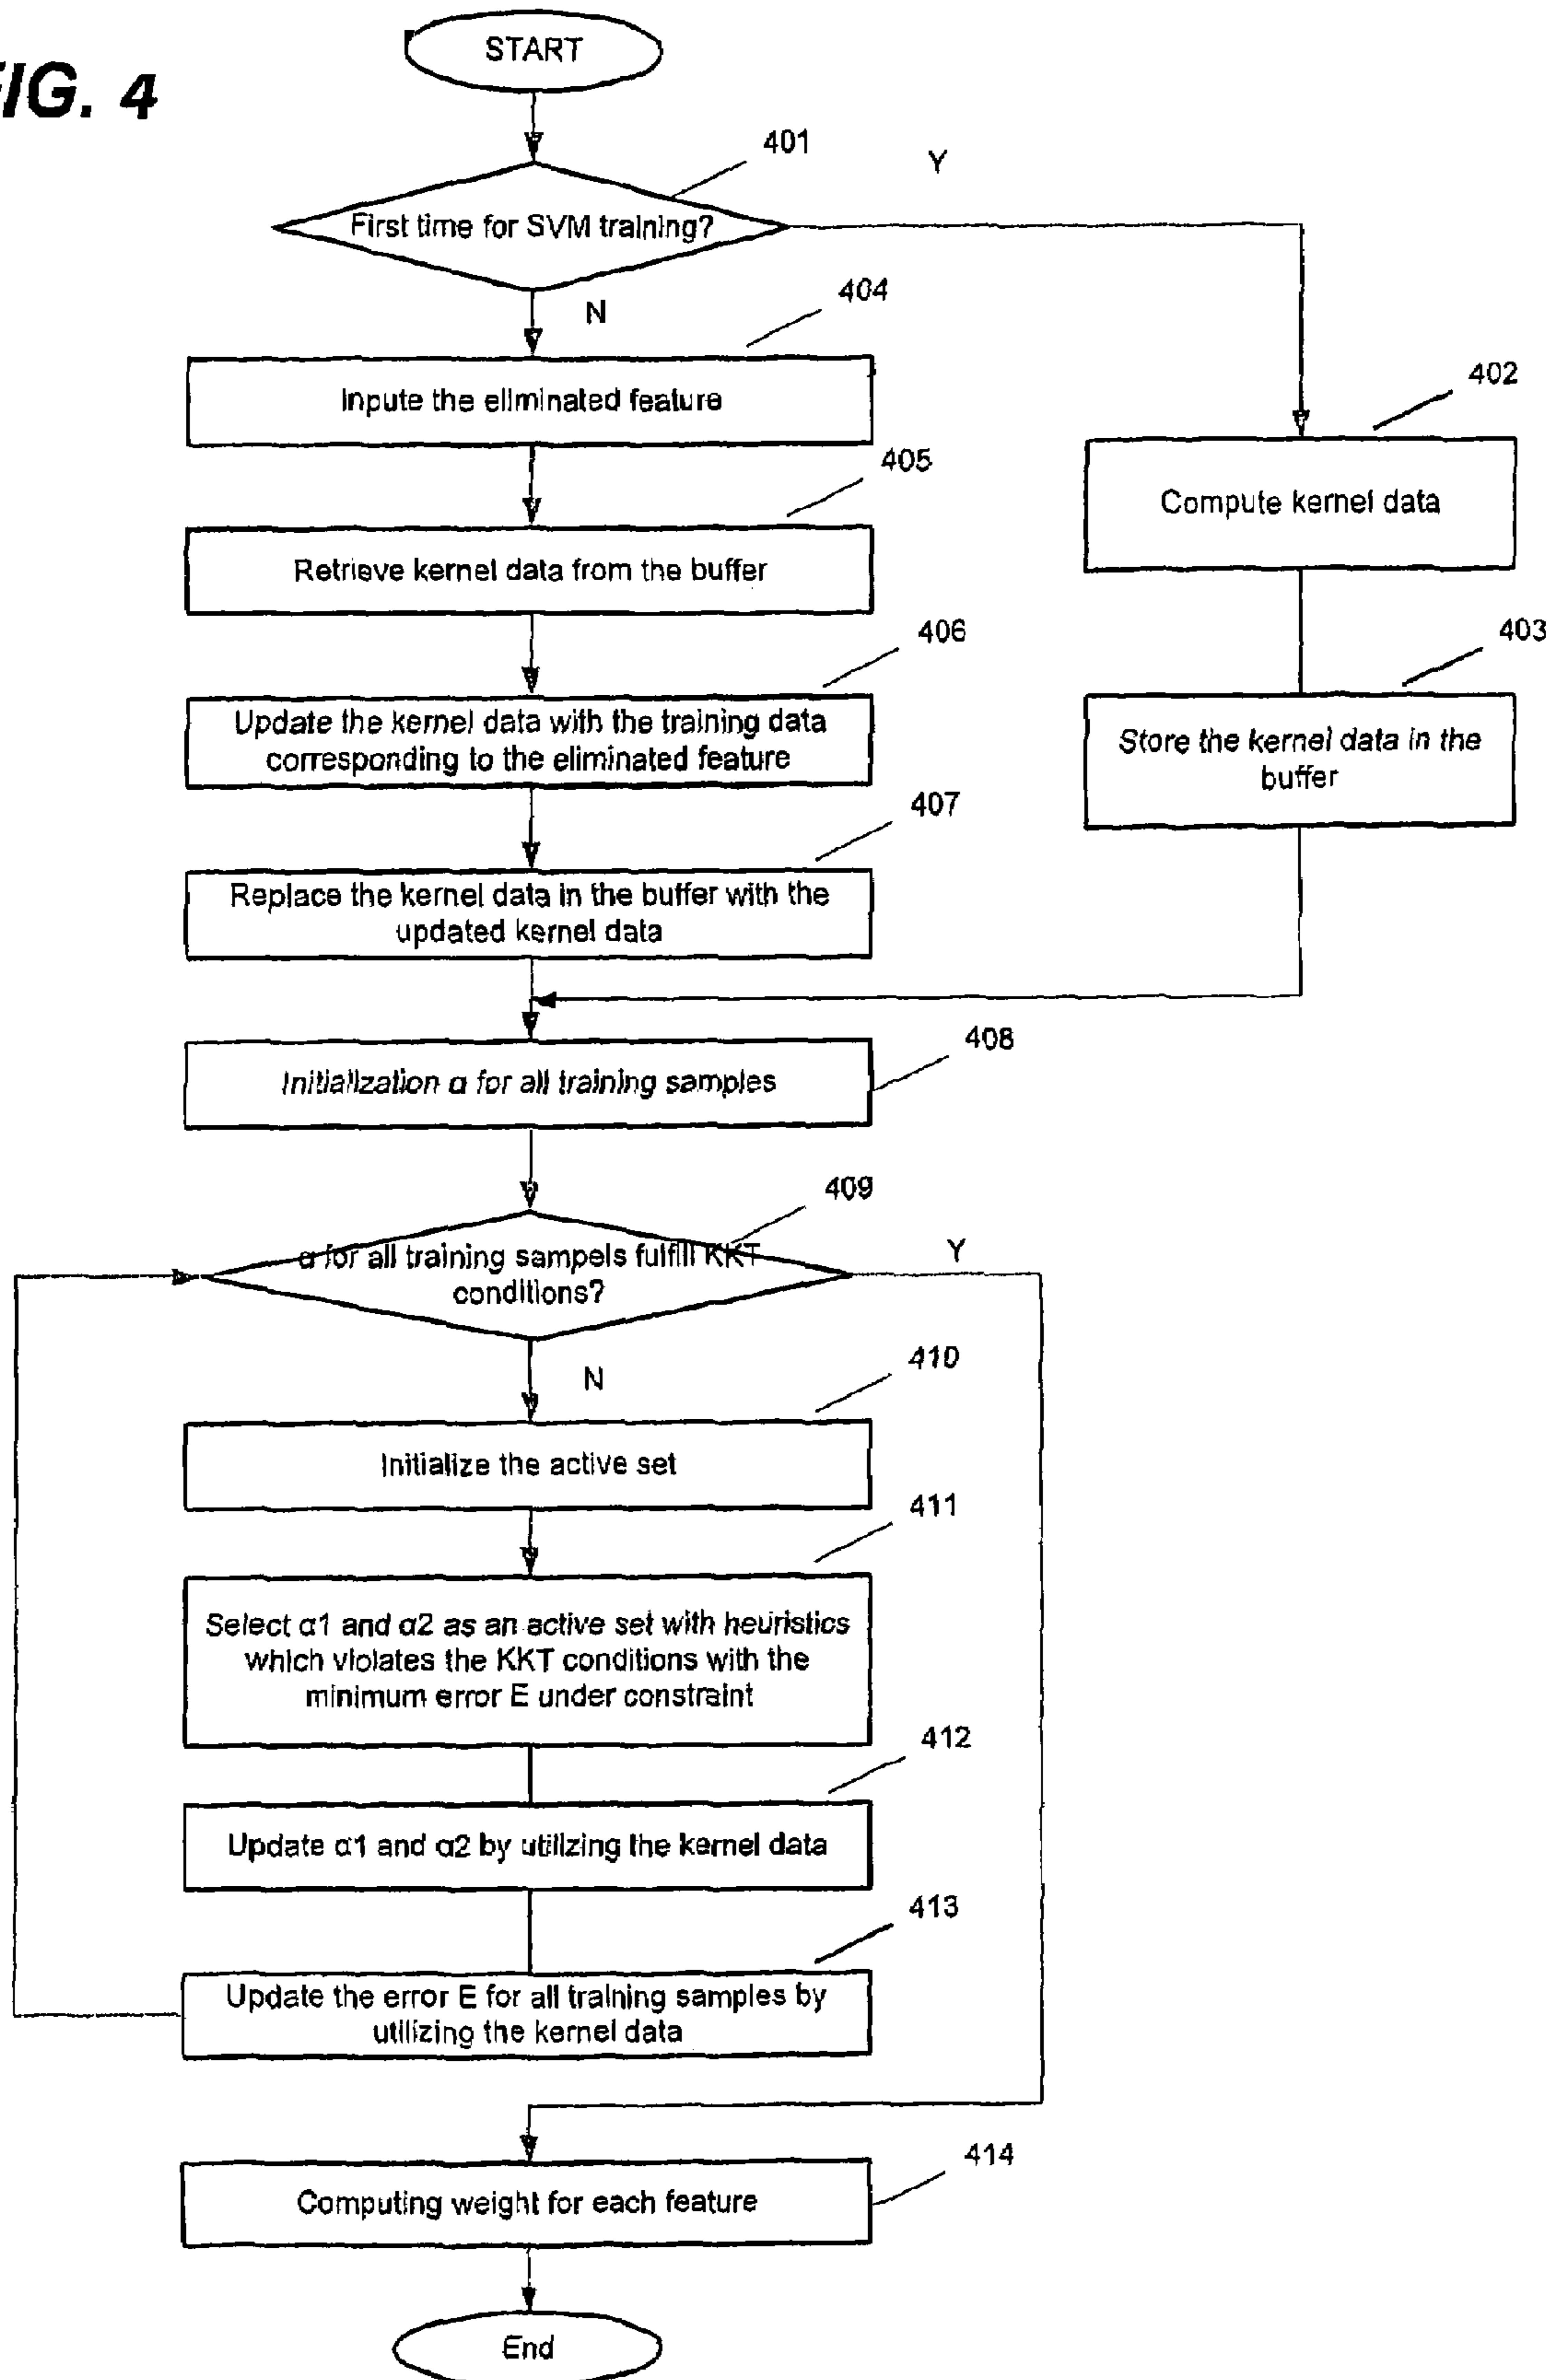 FIG. 4
START
401
Y
First time for SVM training?
N
404
Inpute the eliminated feature
402
Compute kernel data
405
Retrieve kernel data from the buffer
406
Update the kernel data with the training data
corresponding to the eliminated feature
403
Store the kernel data in the
buffer
407
Replace the kernel data in the buffer with the
updated kernel data
408
Initialization α for all training samples
409
α for all training sampels fulfill KKT
conditions?
Y
N
410
Initialize the active set
411
Select α1 and α2 as an active set with heuristics
which violates the KKT conditions with the
minimum error E under constraint
412
Update α1 and α2 by utilizing the kernel data
413
Update the error E for all training samples by
utilizing the kernel data
414
Computing weight for each feature
End